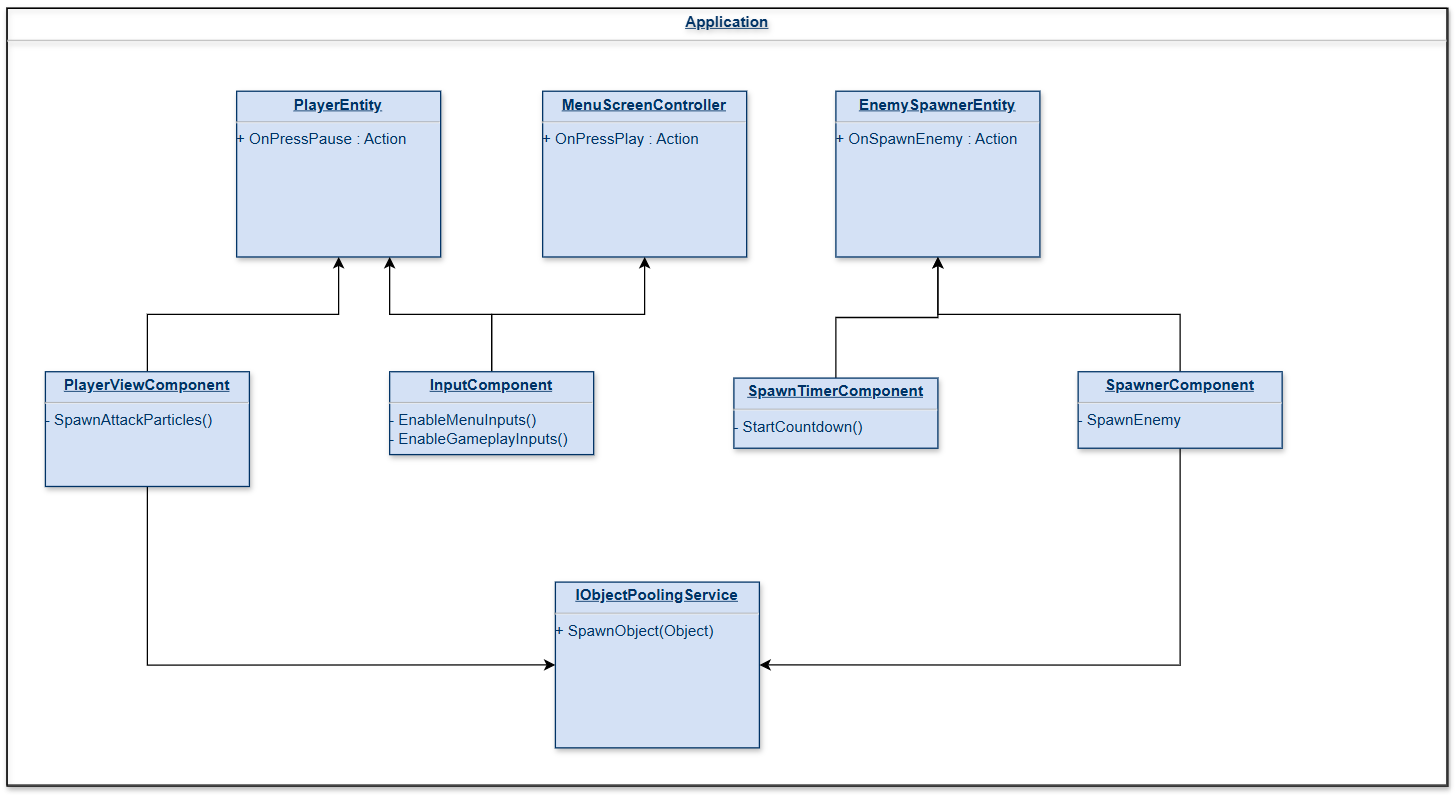 Application
PlayerEntity
+ OnPressPause : Action
MenuScreenController
+ OnPressPlay : Action
EnemySpawnerEntity
+ OnSpawnEnemy : Action
PlayerViewComponent
- SpawnAttackParticles()
InputComponent
- EnableMenuInputs()
- EnableGameplayInputs()
SpawnTimerComponent
- StartCountdown()
SpawnerComponent
- SpawnEnemy
IObjectPoolingService
+ SpawnObject(Object)